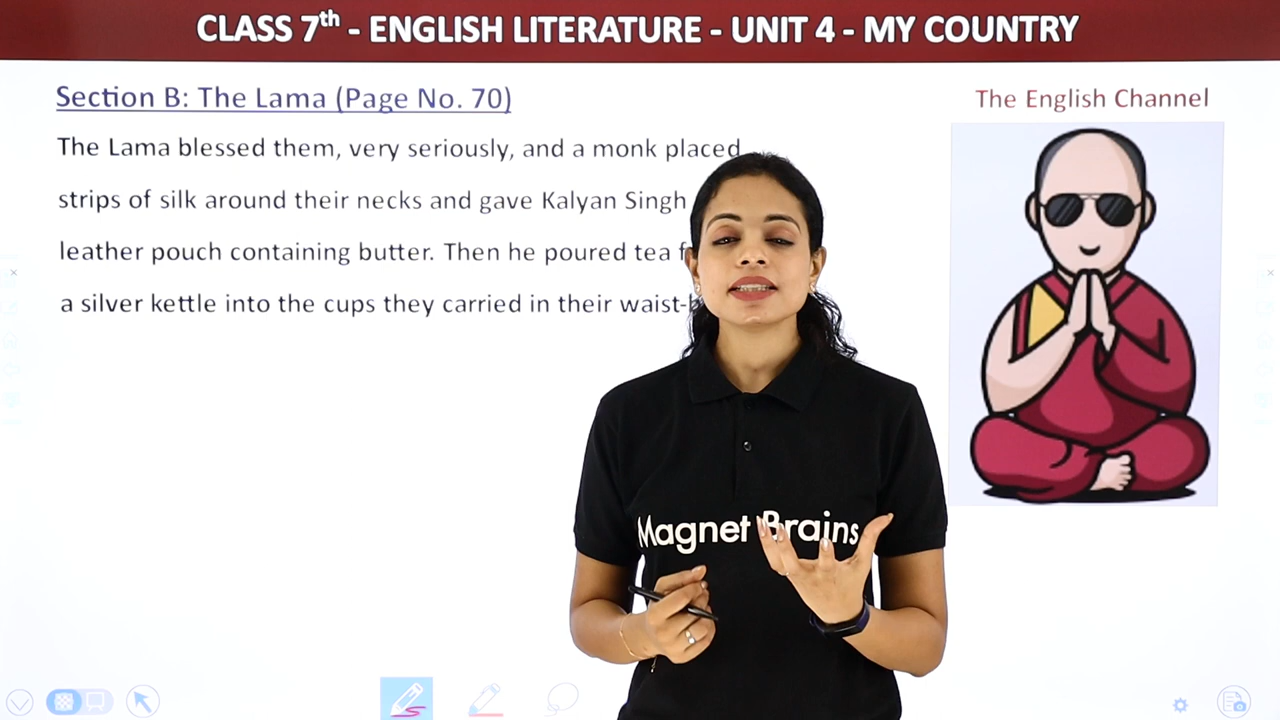 CLASS 7th - ENGLISH LITERATURE - UNIT 4 - MY COUNTRY
Section B: The Lama (Page No. 70)
The English Channel
The Lama blessed them, very seriously, and a monk placed
strips of silk around their necks and gave Kalyan Singh
leather pouch containing butter. Then he poured tea
a silver kettle into the cups they carried in their
Magnet Brains